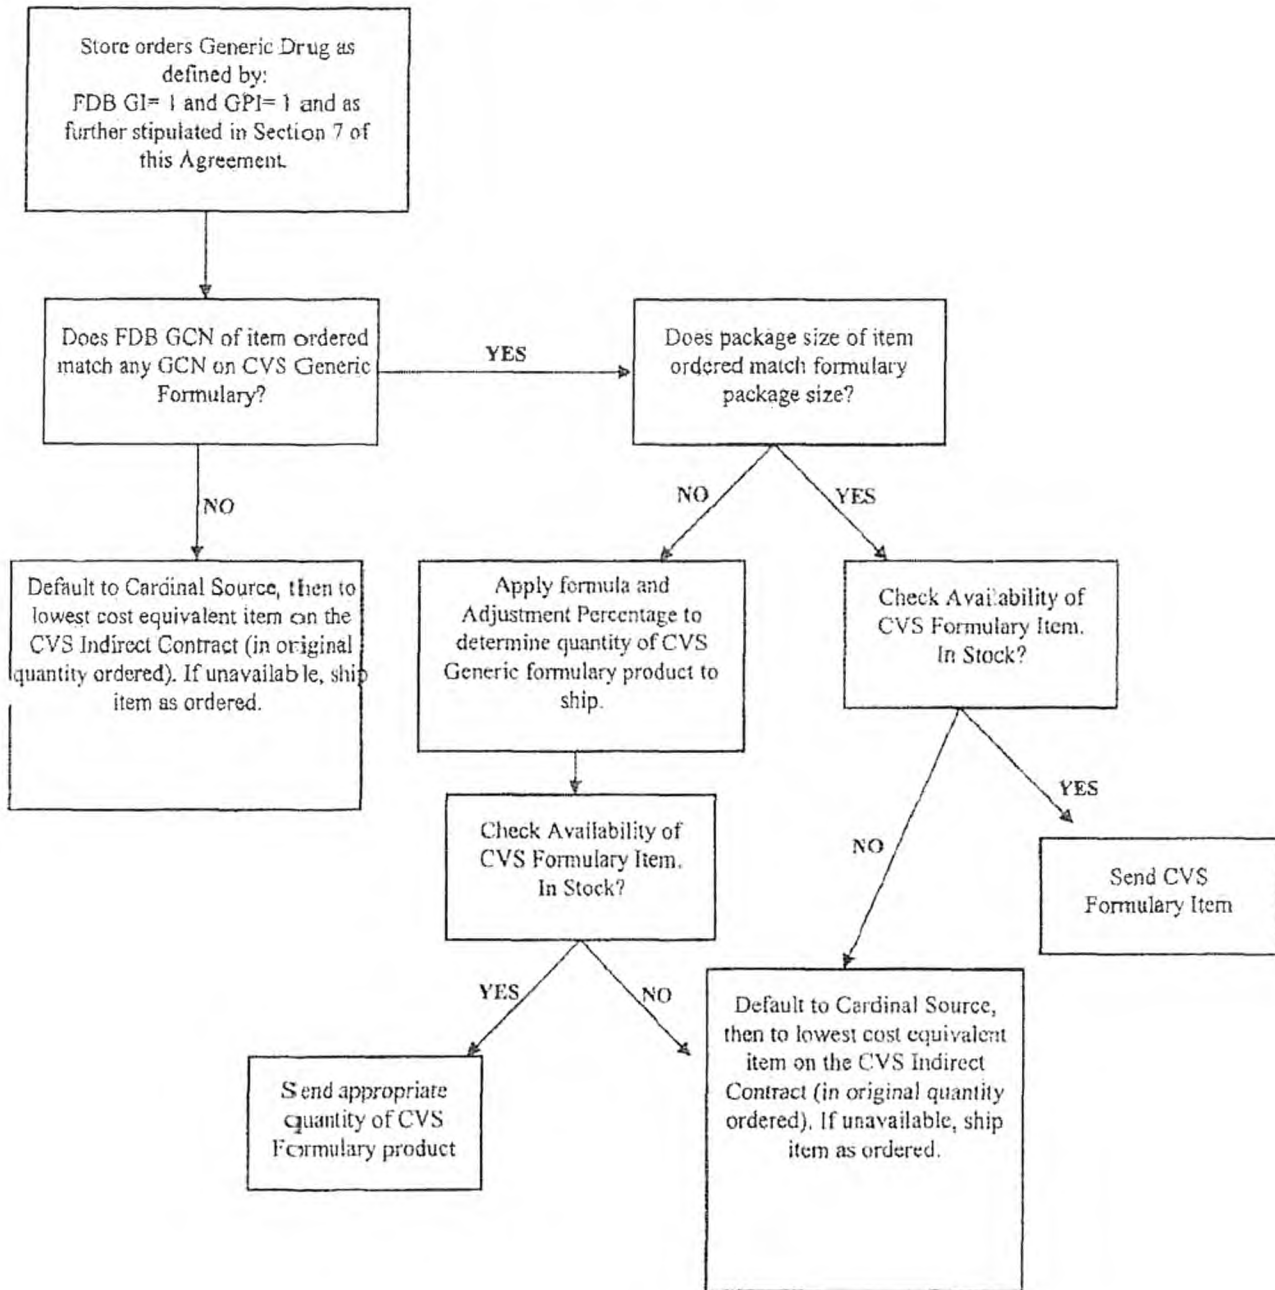 Store orders Generic Drug as
defined by:
FDB GI= 1 and GPI= 1 and as
further stipulated in Section 7 of
this Agreement.
Does FDB GCN of item ordered
match any GCN on CVS Generic
Formulary?
YES
Does package size of item
ordered match formulary
package size?
NO
NO
YES
Default to Cardinal Source, then to
lowest cost equivalent item on the
CVS Indirect Contract (in original
quantity ordered). If unavailable, ship
item as ordered.
Apply formula and
Adjustment Percentage to
determine quantity of CVS
Generic formulary product to
ship.
Check Availability of
CVS Formulary Item.
In Stock?
YES
NO
Check Availability of
CVS Formulary Item.
In Stock?
Send CVS
Formulary Item
YES
NO
Send appropriate
quantity of CVS
Formulary product
Default to Cardinal Source,
then to lowest cost equivalent
item on the CVS Indirect
Contract (in original quantity
ordered). If unavailable, ship
item as ordered.